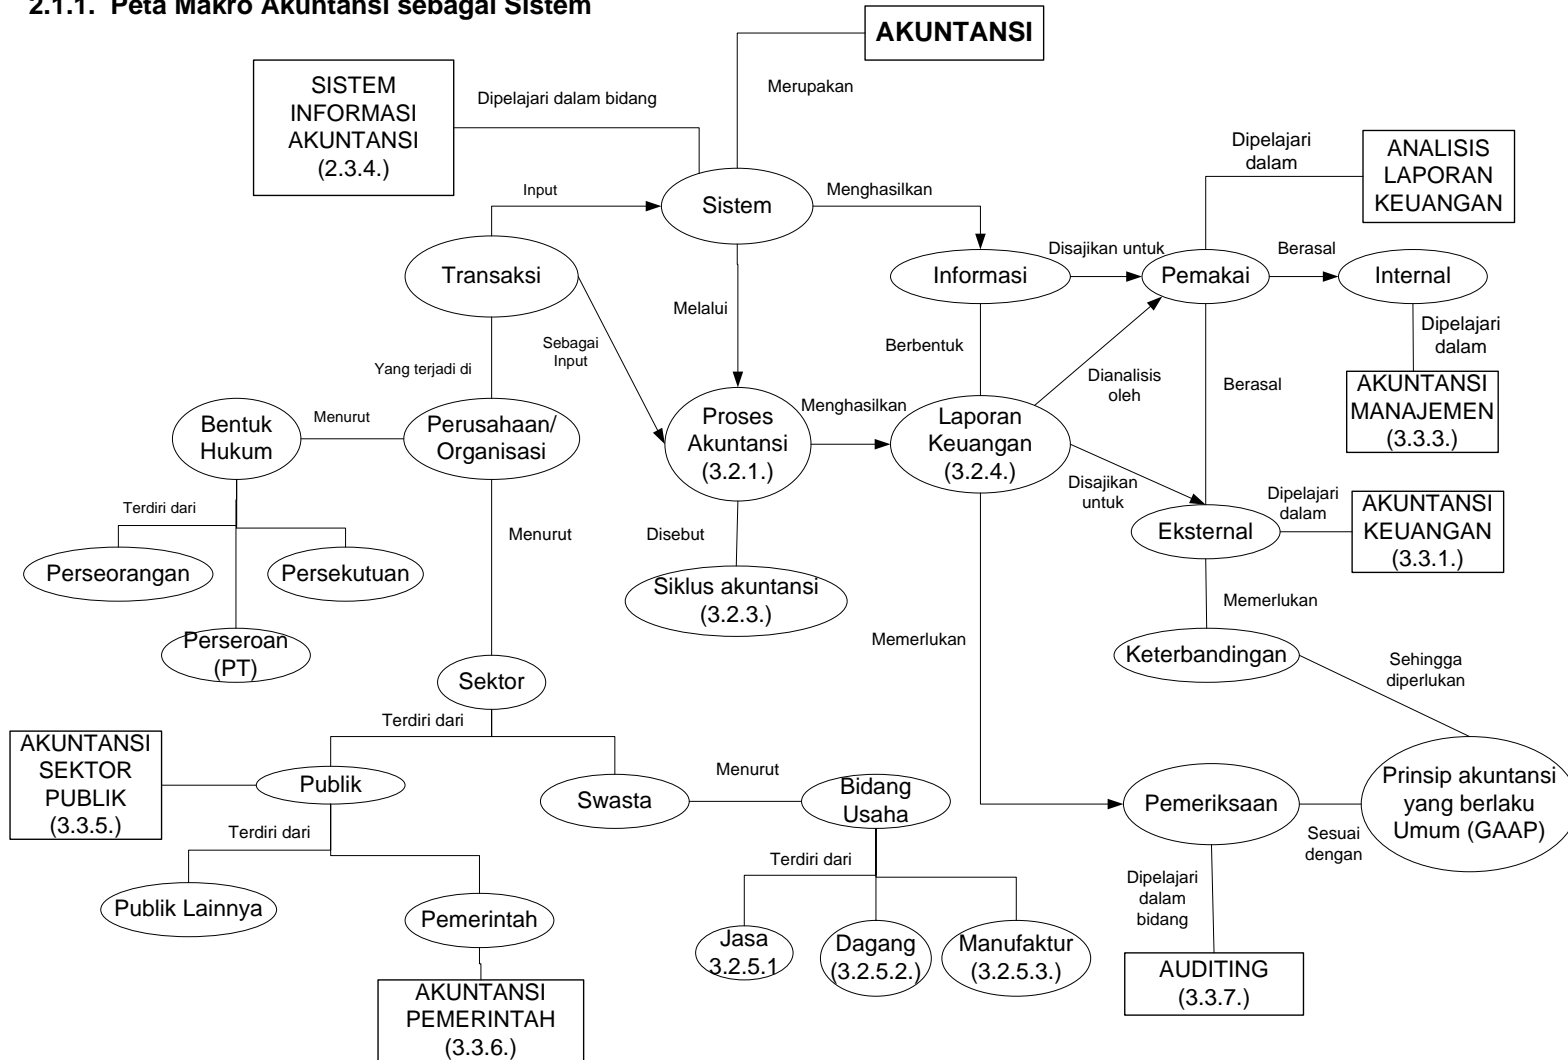 2.1.1. Peta Makro Akuntansi sebagai Sistem
AKUNTANSI
SISTEM
INFORMASI
AKUNTANSI
(2.3.4.)
Dipelajari dalam bidang
Merupakan
Dipelajari
dalam
ANALISIS
LAPORAN
KEUANGAN
Input
Sistem
Menghasilkan
Transaksi
Informasi
Disajikan untuk
Pemakai
Berasal
Internal
Melalui
Sebagai
Input
Berbentuk
Dianalisis
oleh
Berasal
Dipelajari
dalam
AKUNTANSI
MANAJEMEN
(3.3.3.)
Yang terjadi di
Bentuk
Hukum
Menurut
Perusahaan/
Organisasi
Proses
Akuntansi
(3.2.1.)
Menghasilkan
Laporan
Keuangan
(3.2.4.)
Disajikan
untuk
Eksternal
Dipelajari
dalam
AKUNTANSI
KEUANGAN
(3.3.1.)
Terdiri dari
Perseorangan
Persekutuan
Perseroan
(PT)
Menurut
Disebut
Siklus akuntansi
(3.2.3.)
Memerlukan
Memerlukan
Keterbandingan
Sehingga
diperlukan
Sektor
Terdiri dari
AKUNTANSI
SEKTOR
PUBLIK
(3.3.5.)
Publik
Swasta
Menurut
Bidang
Usaha
Pemeriksaan
Sesuai
dengan
Prinsip akuntansi
yang berlaku
Umum (GAAP)
Terdiri dari
Publik Lainnya
Pemerintah
AKUNTANSI
PEMERINTAH
(3.3.6.)
Terdiri dari
Jasa
3.2.5.1
Dagang
(3.2.5.2.)
Manufaktur
(3.2.5.3.)
Dipelajari
dalam
bidang
AUDITING
(3.3.7.)